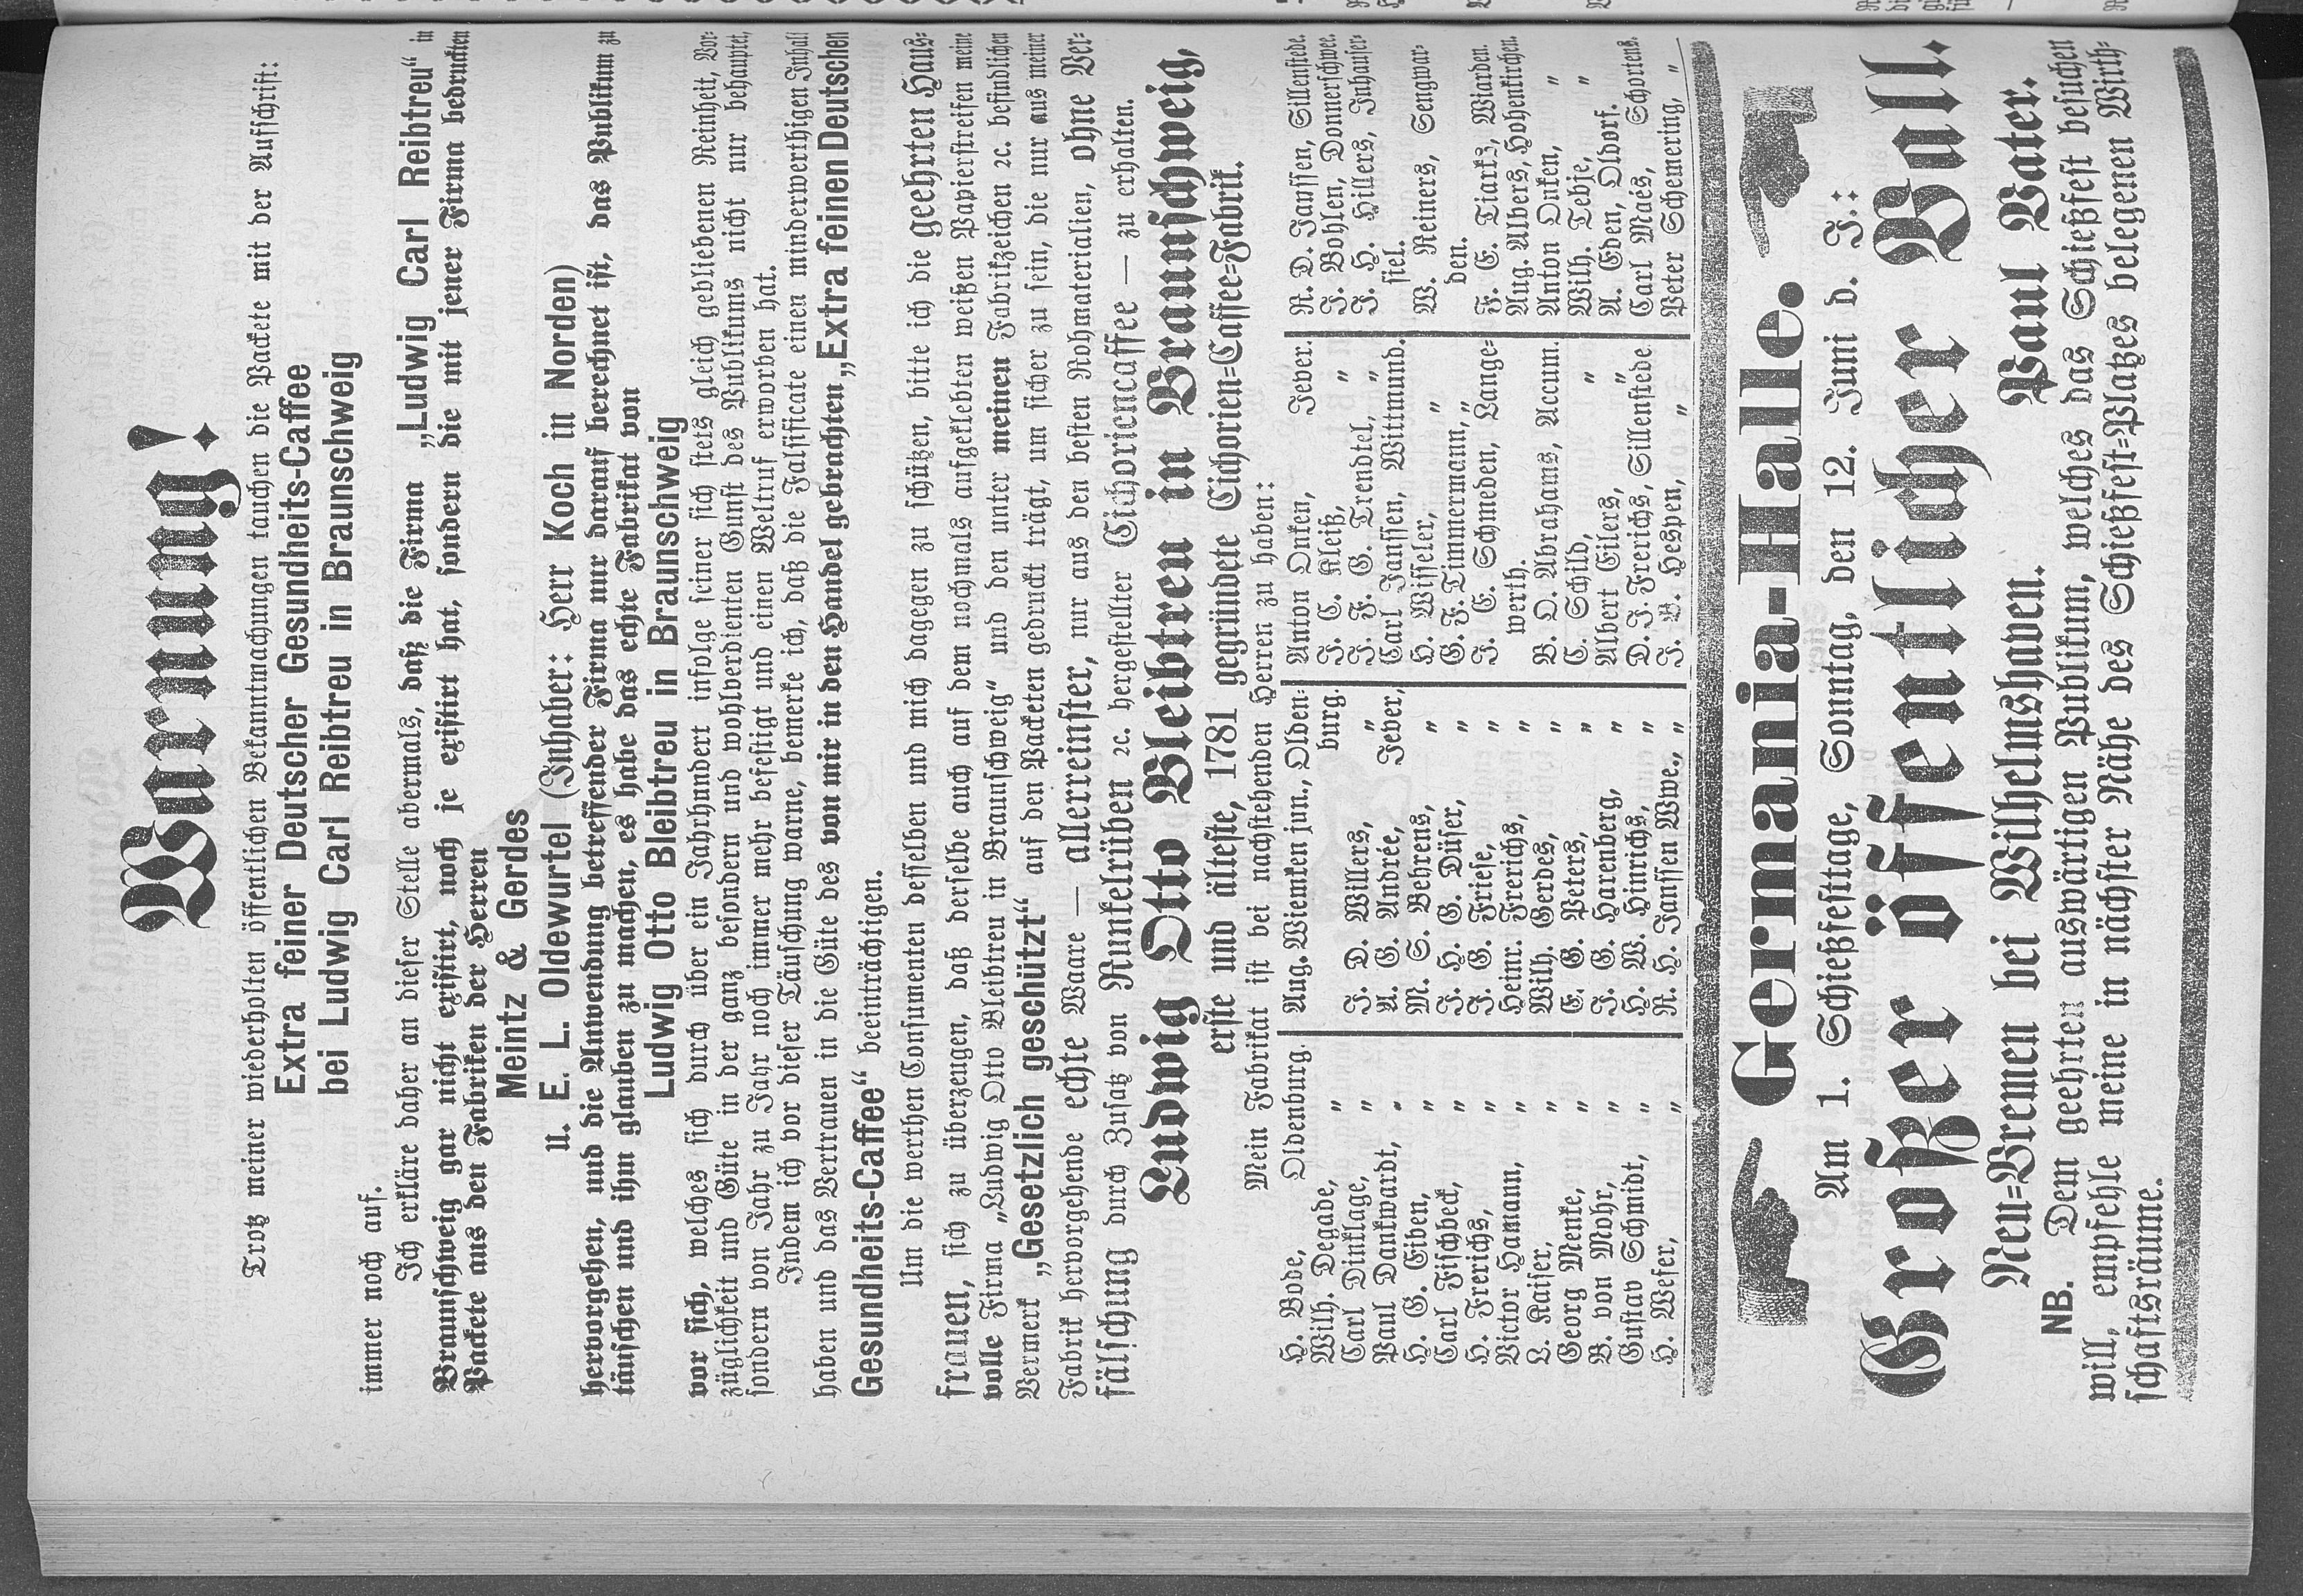 Warnung!
Trotz meiner wiederholten öffentlichen Bekanntmachungen tauchen die Packete mit der Aufschrift:
Extra feiner Deutscher Gesundheits-Caffee
bei Ludwig Carl Reibtreu in Braunschweig
immer noch auf.
Ich erkläre daher an dieser Stelle abermals, daß die Firma „Ludwig Carl Reibtreu“ in
Braunschweig gar nicht existirt, noch je existirt hat, sondern die mit jener Firma bedruckten
Packete aus den Fabriken der Herren
Meintz & Gerdes
u. E. L. Oldewurtel (Inhaber: Herr Koch in Norden)
hervorgehen, und die Anwendung betreffender Firma nur darauf berechnet ist, das Publikum zu
täuschen und ihm glauben zu machen, es habe das echte Fabrikat von
Ludwig Otto Bleibtreu in Braunschweig
vor sich, welches sich durch über ein Jahrhundert infolge seiner sich stets gleich gebliebenen Reinheit, Vor-
züglichkeit und Güte in der ganz besondern und wohlverdienten Gunst des Publikums nicht nur behauptet,
sondern von Jahr zu Jahr noch immer mehr befestigt und einen Weltruf erworben hat.
Indem ich vor dieser Täuschung warne, bemerke ich, daß die Falsificate einen minderwerthigen Inhalt
haben und das Vertrauen in die Güte des von mir in den Handel gebrachten „Extra feinen Deutschen
Gesundheits-Caffee“ beeinträchtigen.
Um die werthen Consumenten desselben und mich dagegen zu schützen, bitte ich die geehrten Haus-
frauen, sich zu überzeugen, daß derselbe auch auf dem nochmals aufgeklebten weißen Papierstreifen meine
volle Firma „Ludwig Otto Bleibtreu in Braunschweig“ und den unter meinen Fabrikzeichen ꝛc. befindlichen
Vermerk „Gesetzlich geschützt“ auf den Packeten gedruckt trägt, um sicher zu sein, die nur aus meiner
Fabrik hervorgehende echte Waare — allerreinster, nur aus den besten Rohmaterialien, ohne Ver-
fälschung durch Zusatz von Runkelrüben ꝛc. hergestellter Cichoriencaffee — zu erhalten.
Ludwig Otto Bleibtreu in Braunschweig,
erste und älteste, 1781 gegründete Cichorien-Caffee-Fabrik.
Mein Fabrikat ist bei nachstehenden Herren zu haben:
H. Bode, Oldenburg.
Wilh. Degade, „
Carl Dinklage, „
Paul Dankwardt, „
H. G. Eiben, „
Carl Fischbeck, „
H. Frerichs, „
Victor Hamann, „
L. Kaiser, „
Georg Menke, „
B. von Mohr, „
Gustav Schmidt, „
H. Weser, „
Aug. Wiemken jun., Olden-
burg.
J. D. Willers, „
A. G. Andrée, Jever,
M. S. Behrens, „
J. H. G. Düser, „
J. G. Friese, „
Heinr. Frerichs, „
Wilh. Gerdes, „
E. G. Peters, „
J. G. Harenberg, „
H. W. Hinrichs, „
R. H. Janssen Wwe., „
Anton Onken, Jever.
J. C. Kleiß, „
J. F. G. Trendtel, „
Carl Janssen, Wittmund.
H. Wisseler, „
G. F. Timmermann, „
J. E. Schmeden, Lange-
werth.
B. O. Abrahams, Accum.
C. Schild, „
Albert Eilers, „
D. J. Frerichs, Sillenstede.
J. W. Hespen, „
R. D. Janssen, Sillenstede.
J. Bohlen, Donnerschwee.
J. H. Hillers, Inhauser-
siel.
W. Reiners, Sengwar-
den.
F. E. Tiarks, Wiarden.
Aug. Albers, Hohenkirchen.
Anton Onken, „
Wilh. Tebje, „
A. Eden, Oldorf.
Carl Maes, Schortens.
Peter Schemering, „
Germania-Halle.
Am 1. Schießfesttage, Sonntag, den 12. Juni d. J.:
Großer öffentlicher Ball.
Neu-Bremen bei Wilhelmshaven. Paul Vater.
NB. Dem geehrten auswärtigen Publikum, welches das Schießfest besuchen
will, empfehle meine in nächster Nähe des Schießfest-Platzes belegenen Wirth-
schaftsräume.